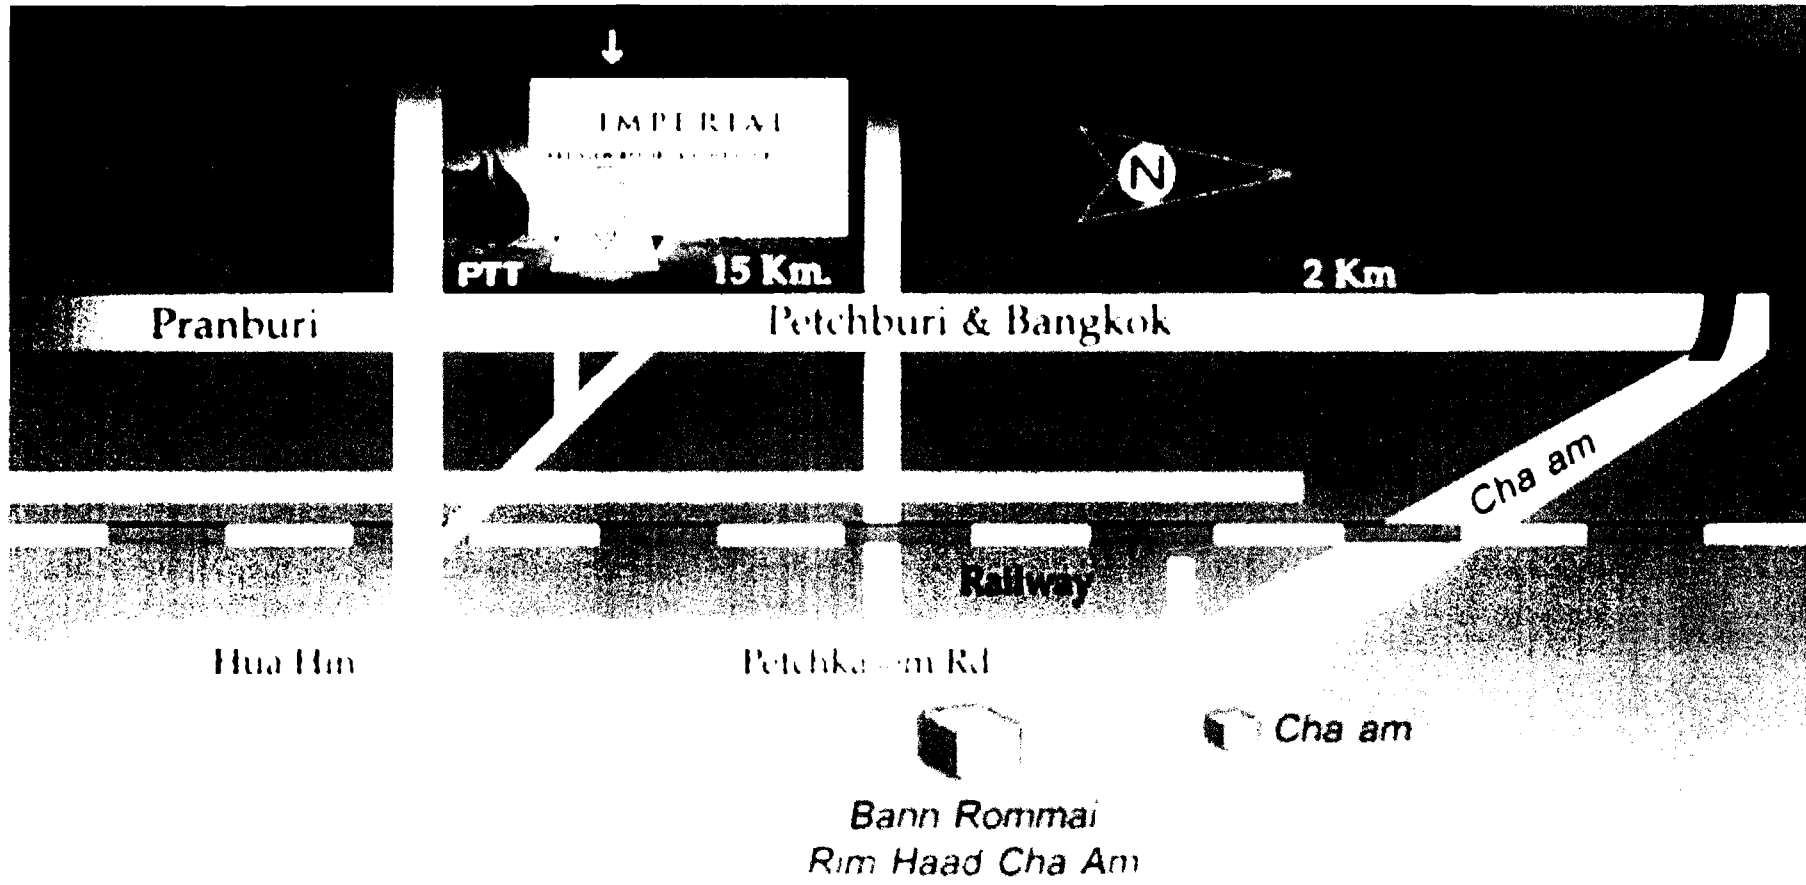 IMPERIAL
N
PTT
15 Km.
2 Km
Pranburi
Petchburi & Bangkok
Cha am
Railway
Hua Hin
Rd
Cha am
Bann Rommai
Rim Haad Cha Am